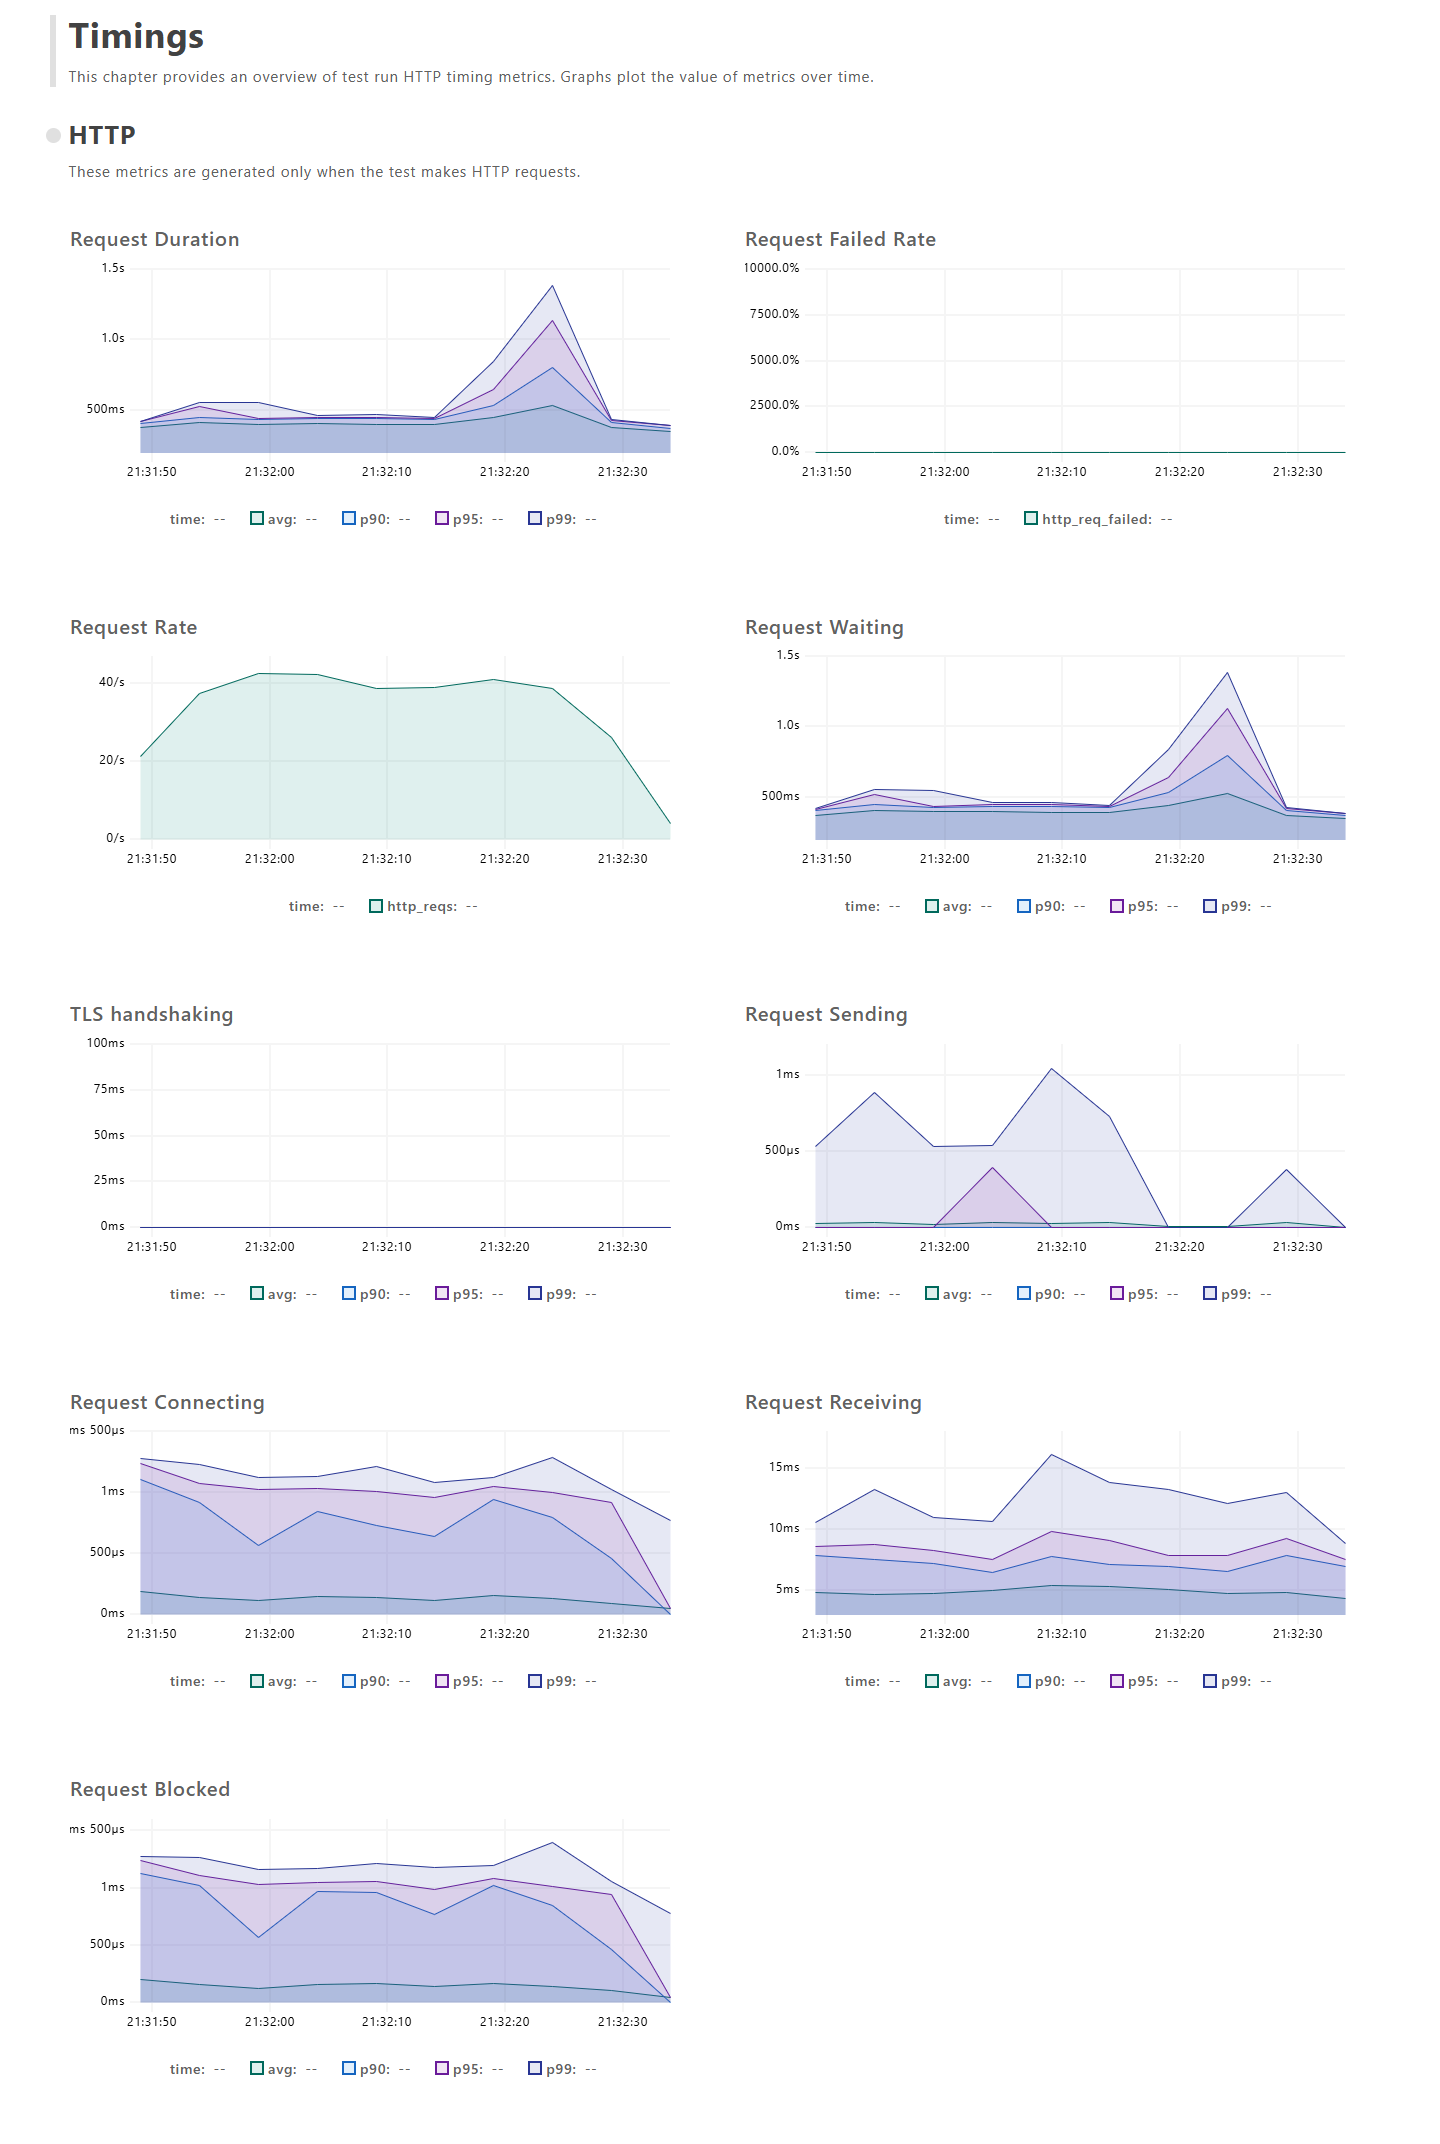 Timings
This chapter provides an overview of test run HTTP timing metrics. Graphs plot the value of metrics over time.
HTTP
These metrics are generated only when the test makes HTTP requests.
Request Duration
1.5s
1.0s
500ms
21:31:50 21:32:00 21:32:10 21:32:20 21:32:30
time: -- avg: -- p90: -- p95: -- p99: --
Request Failed Rate
10000.0%
7500.0%
5000.0%
2500.0%
0.0%
21:31:50 21:32:00 21:32:10 21:32:20 21:32:30
time: -- http_req_failed: --
Request Rate
40/s
20/s
0/s
21:31:50 21:32:00 21:32:10 21:32:20 21:32:30
time: -- http_reqs: --
Request Waiting
1.5s
1.0s
500ms
21:31:50 21:32:00 21:32:10 21:32:20 21:32:30
time: -- avg: -- p90: -- p95: -- p99: --
TLS handshaking
100ms
75ms
50ms
25ms
0ms
21:31:50 21:32:00 21:32:10 21:32:20 21:32:30
time: -- avg: -- p90: -- p95: -- p99: --
Request Sending
1ms
500µs
0ms
21:31:50 21:32:00 21:32:10 21:32:20 21:32:30
time: -- avg: -- p90: -- p95: -- p99: --
Request Connecting
ms 500µs
1ms
500µs
0ms
21:31:50 21:32:00 21:32:10 21:32:20 21:32:30
time: -- avg: -- p90: -- p95: -- p99: --
Request Receiving
15ms
10ms
5ms
21:31:50 21:32:00 21:32:10 21:32:20 21:32:30
time: -- avg: -- p90: -- p95: -- p99: --
Request Blocked
ms 500µs
1ms
500µs
0ms
21:31:50 21:32:00 21:32:10 21:32:20 21:32:30
time: -- avg: -- p90: -- p95: -- p99: --